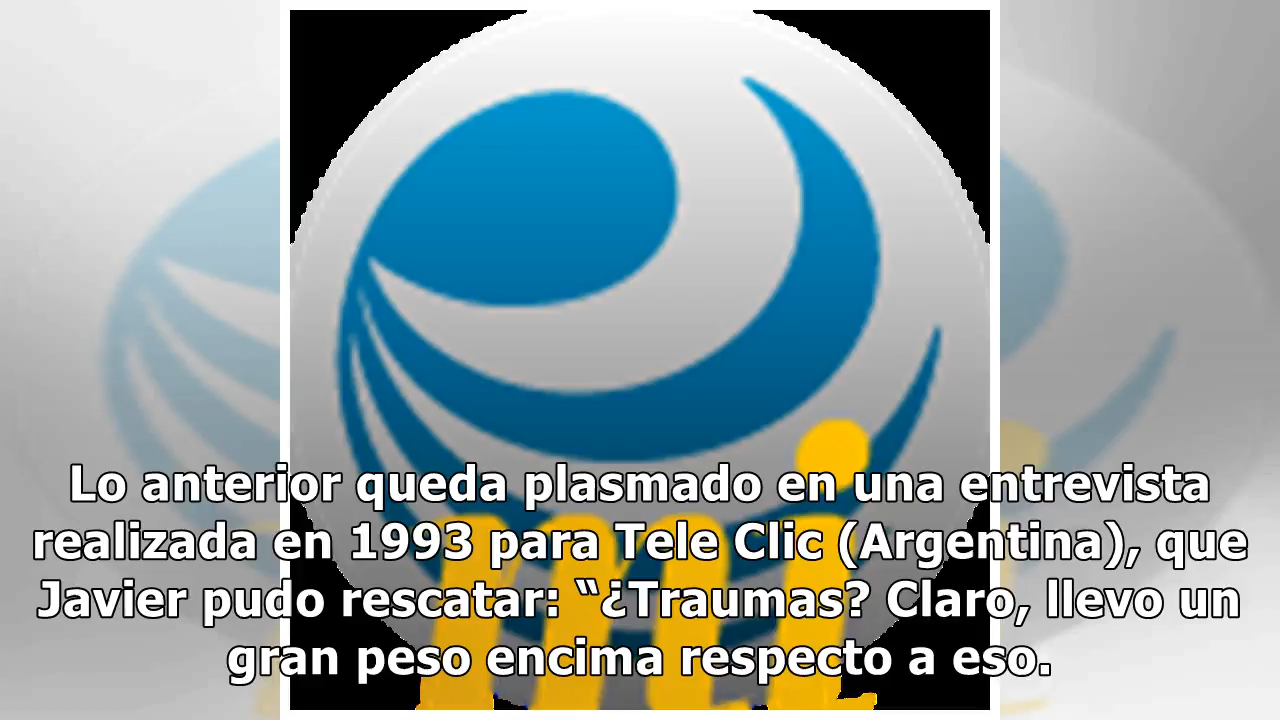 Lo anterior queda plasmado en una entrevista
realizada en 1993 para Tele Clic (Argentina), que
Javier pudo rescatar: “¿Traumas? Claro, llevo un
gran peso encima respecto a eso.
mi